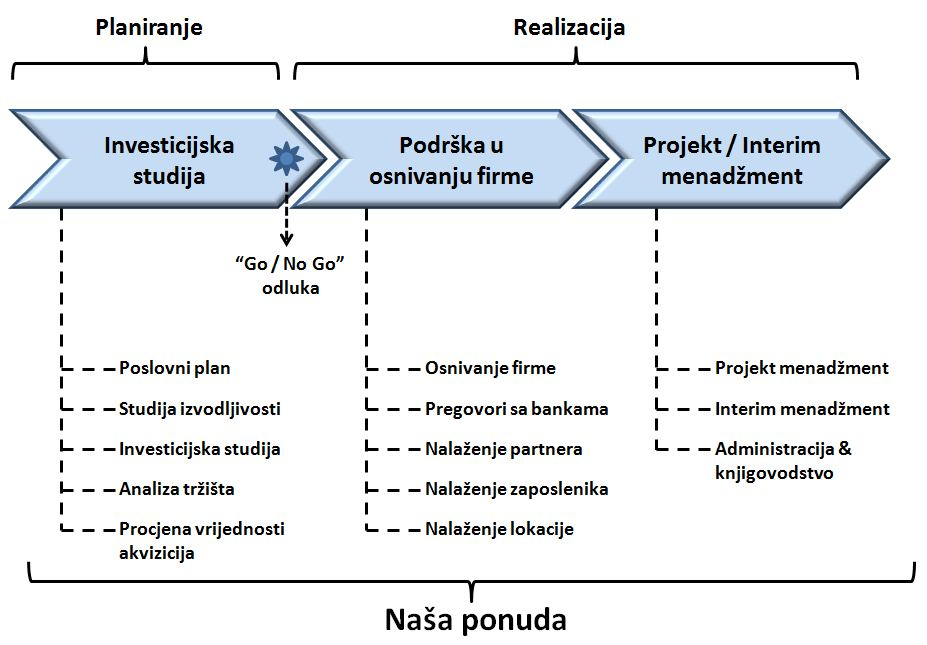 Planiranje
Realizacija
Investicijska
studija
Podrška u
osnivanju firme
Projekt / Interim
menadžment
“Go / No Go”
odluka
Poslovni plan
Studija izvodljivosti
Investicijska studija
Analiza tržišta
Procjena vrijednosti
akvizicija
Osnivanje firme
Pregovori sa bankama
Nalaženje partnera
Nalaženje zaposlenika
Nalaženje lokacije
Projekt menadžment
Interim menadžment
Administracija &
knjigovodstvo
Naša ponuda